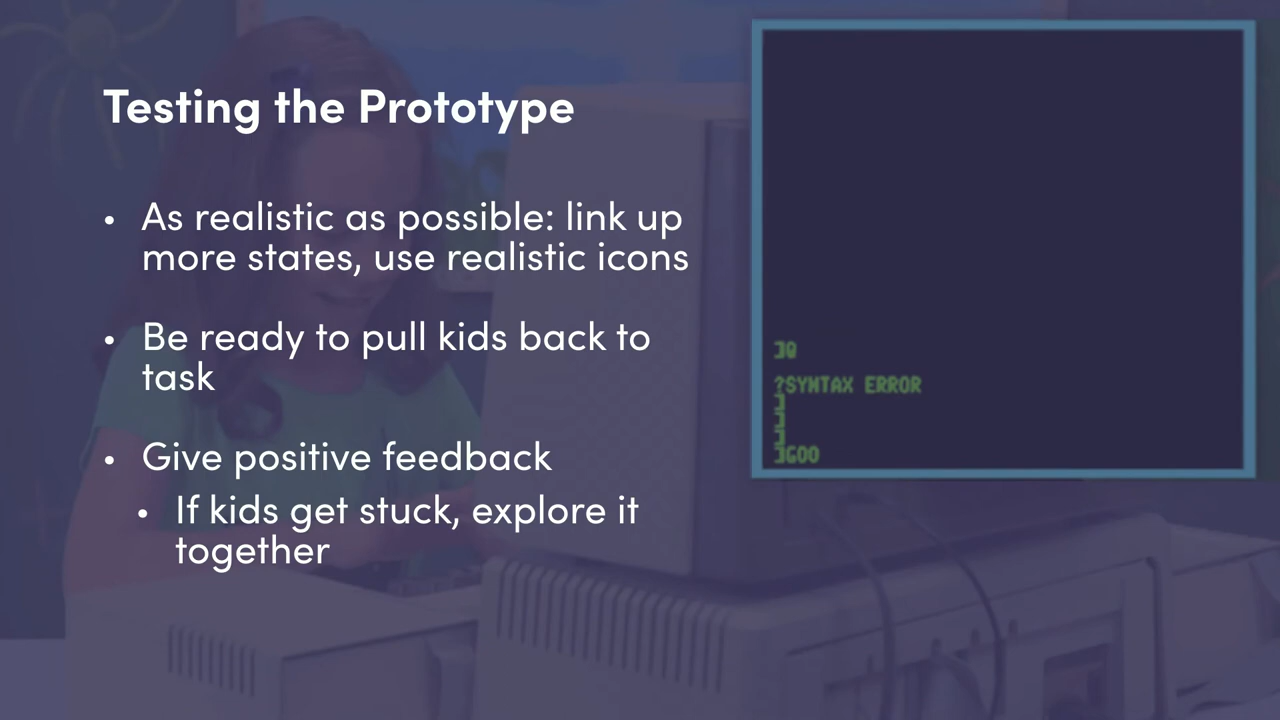 Testing the Prototype
• As realistic as possible: link up
more states, use realistic icons
• Be ready to pull kids back to
task
• Give positive feedback
• If kids get stuck, explore it
together
]Q
?SYNTAX ERROR
]
]
]
]GOO